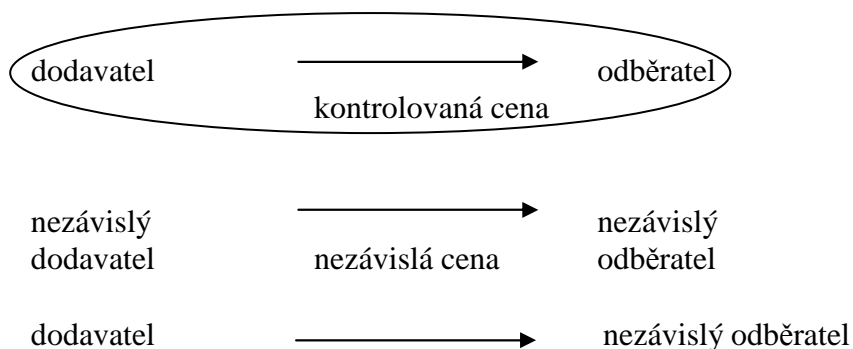 dodavatel odběratel
kontrolovaná cena
nezávislý nezávislý
dodavatel nezávislá cena odběratel
dodavatel nezávislý odběratel